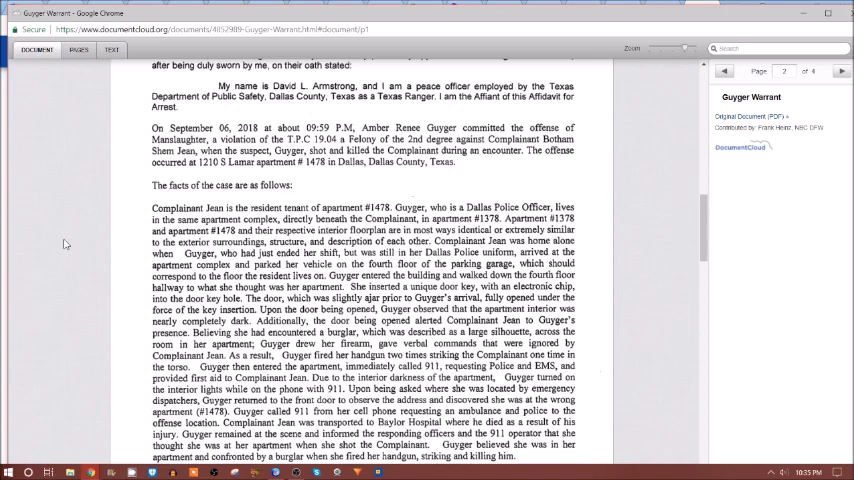 Guyger Warrant - Google Chrome
Secure | https://www.documentcloud.org/documents/4852989-Guyger-Warrant.html#document/p1
DOCUMENT PAGES TEXT Zoom Search
after being duly sworn by me, on their oath stated:
Page 2 of 4
My name is David L. Armstrong, and I am a peace officer employed by the Texas
Department of Public Safety, Dallas County, Texas as a Texas Ranger. I am the Affiant of this Affidavit for
Arrest.
Guyger Warrant
Original Document (PDF) »
Contributed by: Frank Heinz, NBC DFW
DocumentCloud
On September 06, 2018 at about 09:59 P.M, Amber Renee Guyger committed the offense of
Manslaughter, a violation of the T.P.C 19.04 a Felony of the 2nd degree against Complainant Botham
Shem Jean, when the suspect, Guyger, shot and killed the Complainant during an encounter. The offense
occurred at 1210 S Lamar apartment # 1478 in Dallas, Dallas County, Texas.
The facts of the case are as follows:
Complainant Jean is the resident tenant of apartment #1478. Guyger, who is a Dallas Police Officer, lives
in the same apartment complex, directly beneath the Complainant, in apartment #1378. Apartment #1378
and apartment #1478 and their respective interior floorplan are in most ways identical or extremely similar
to the exterior surroundings, structure, and description of each other. Complainant Jean was home alone
when Guyger, who had just ended her shift, but was still in her Dallas Police uniform, arrived at the
apartment complex and parked her vehicle on the fourth floor of the parking garage, which should
correspond to the floor the resident lives on. Guyger entered the building and walked down the fourth floor
hallway to what she thought was her apartment. She inserted a unique door key, with an electronic chip,
into the door key hole. The door, which was slightly ajar prior to Guyger's arrival, fully opened under the
force of the key insertion. Upon the door being opened, Guyger observed that the apartment interior was
nearly completely dark. Additionally, the door being opened alerted Complainant Jean to Guyger's
presence. Believing she had encountered a burglar, which was described as a large silhouette, across the
room in her apartment; Guyger drew her firearm, gave verbal commands that were ignored by
Complainant Jean. As a result, Guyger fired her handgun two times striking the Complainant one time in
the torso. Guyger then entered the apartment, immediately called 911, requesting Police and EMS, and
provided first aid to Complainant Jean. Due to the interior darkness of the apartment, Guyger turned on
the interior lights while on the phone with 911. Upon being asked where she was located by emergency
dispatchers, Guyger returned to the front door to observe the address and discovered she was at the wrong
apartment (#1478). Guyger called 911 from her cell phone requesting an ambulance and police to the
offense location. Complainant Jean was transported to Baylor Hospital where he died as a result of his
injury. Guyger remained at the scene and informed the responding officers and the 911 operator that she
thought she was at her apartment when she shot the Complainant. Guyger believed she was in her
apartment and confronted by a burglar when she fired her handgun, striking and killing him.
10:35 PM